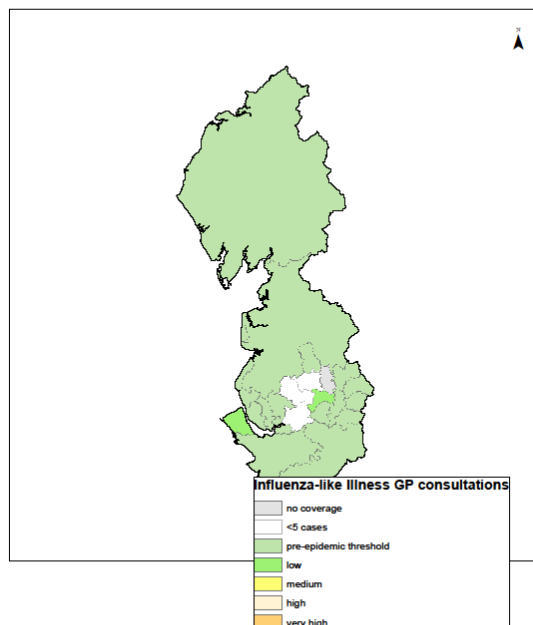 N
Influenza-like Illness GP consultations
no coverage
<5 cases
pre-epidemic threshold
low
medium
high
very high